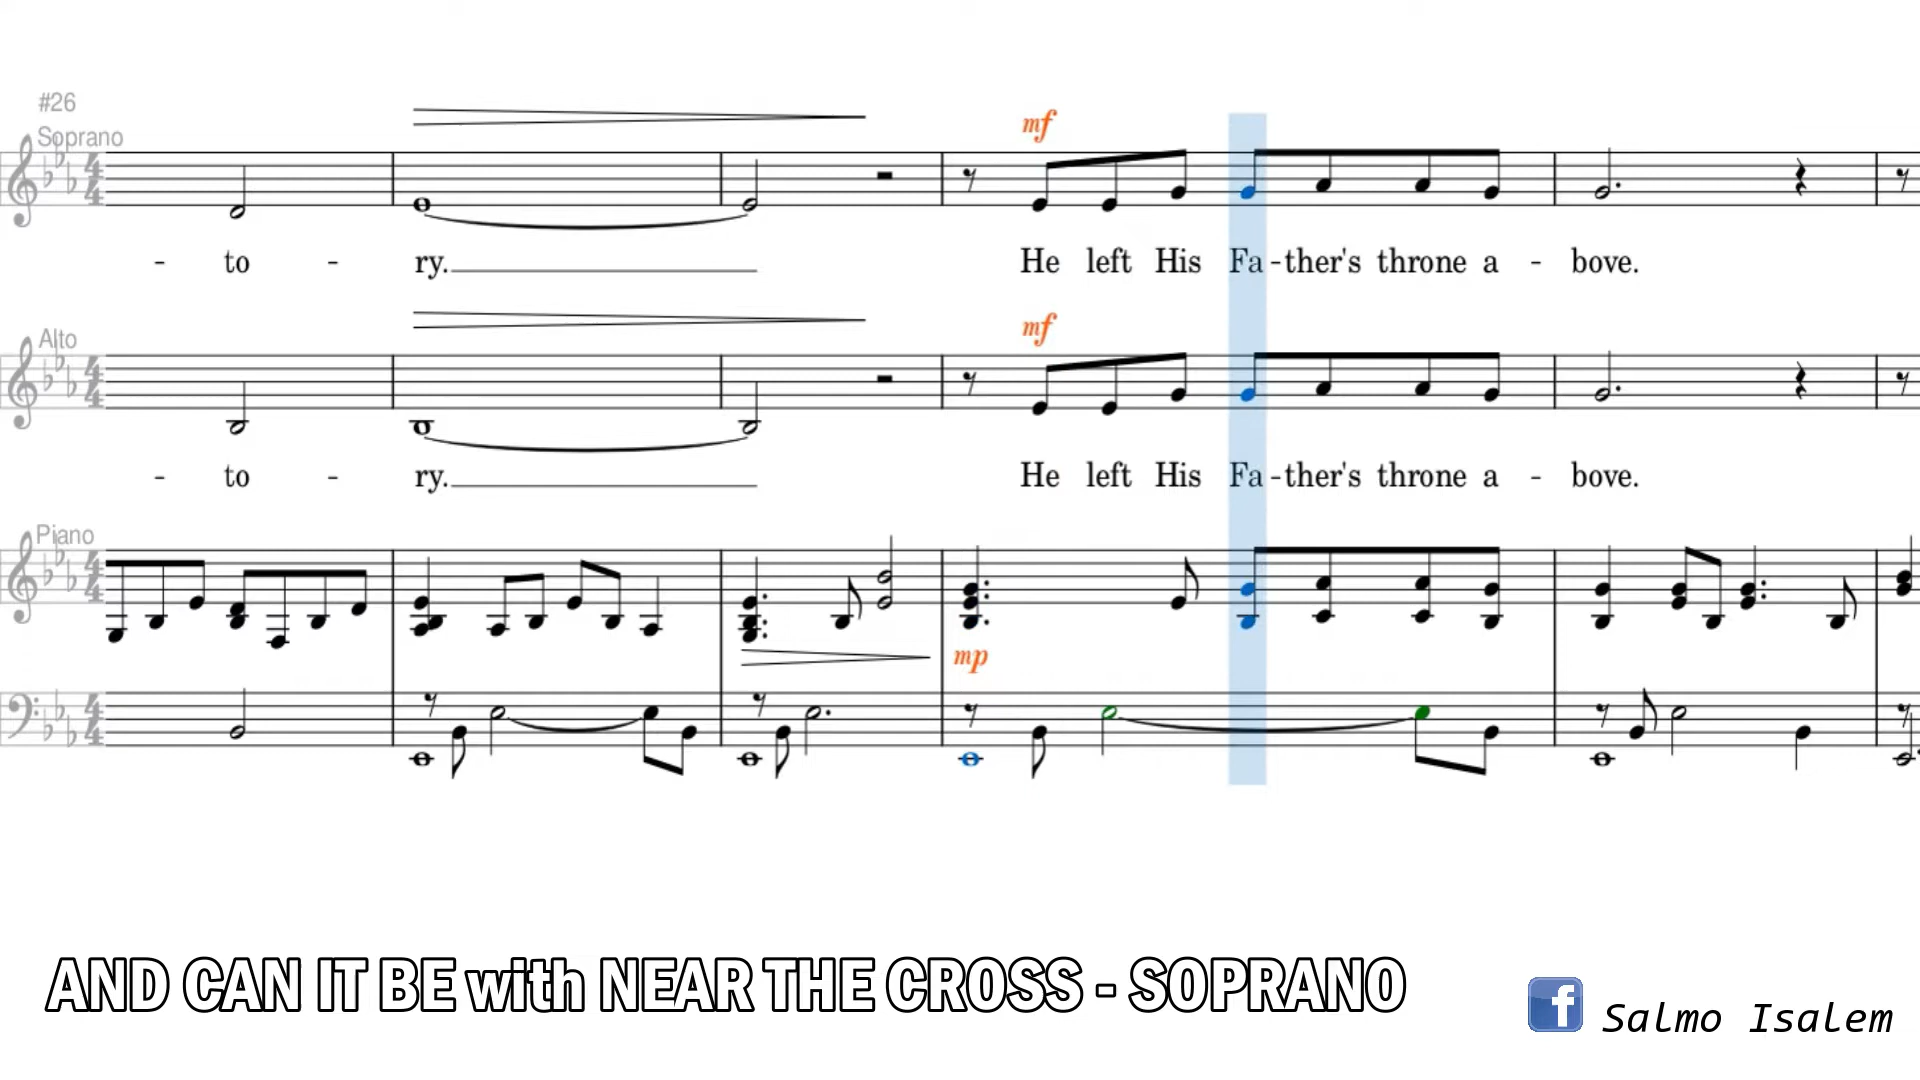 #26
Soprano
mf
- to - ry. He left His Fa-ther's throne a - bove.
Alto
mf
- to - ry. He left His Fa-ther's throne a - bove.
Piano
mp
AND CAN IT BE with NEAR THE CROSS - SOPRANO
f Salmo Isalem